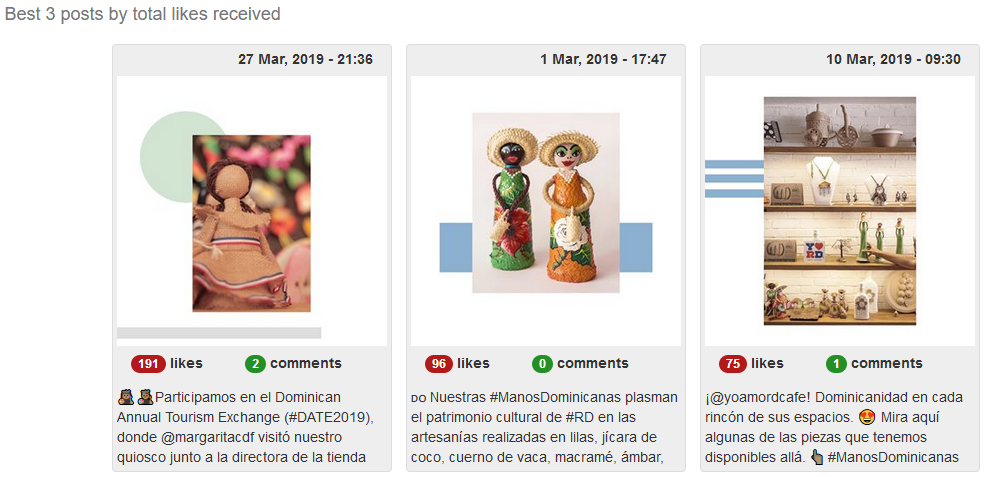 Best 3 posts by total likes received
27 Mar, 2019 - 21:36
191 likes
2 comments
👩🏽👩🏽Participamos en el Dominican
Annual Tourism Exchange (#DATE2019),
donde @margaritacdf visitó nuestro
quiosco junto a la directora de la tienda
1 Mar, 2019 - 17:47
96 likes
0 comments
DO Nuestras #ManosDominicanas plasman
el patrimonio cultural de #RD en las
artesanías realizadas en lilas, jícara de
coco, cuerno de vaca, macramé, ámbar,
10 Mar, 2019 - 09:30
Y❤RD
75 likes
1 comments
¡@yoamordcafe! Dominicanidad en cada
rincón de sus espacios. 😍 Mira aquí
algunas de las piezas que tenemos
disponibles allá. 👆🏽 #ManosDominicanas